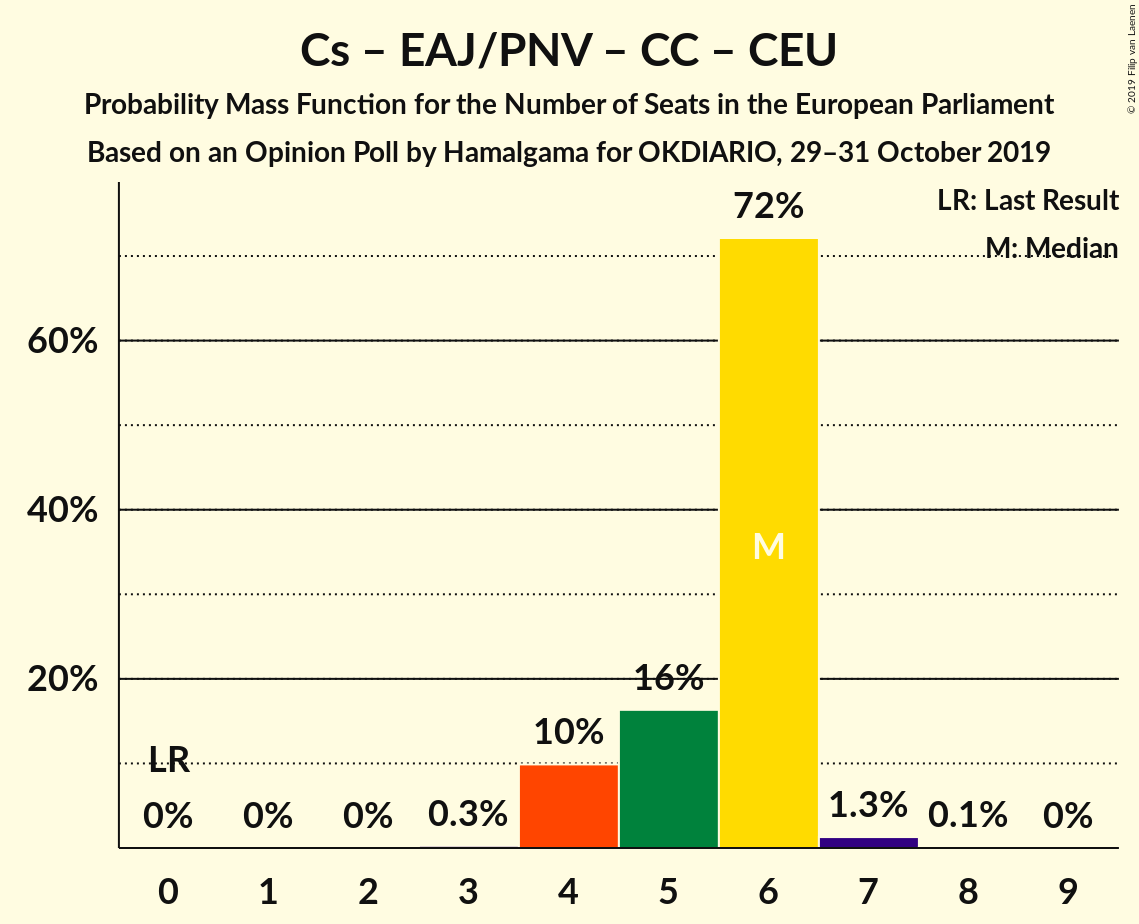 Cs – EAJ/PNV – CC – CEU
Probability Mass Function for the Number of Seats in the European Parliament
Based on an Opinion Poll by Hamalgama for OKDIARIO, 29–31 October 2019
© 2019 Filip van Laenen
LR: Last Result
M: Median
72%
60%
40%
M
20%
16%
10%
LR
0% 0% 0% 0.3% 1.3% 0.1% 0%
0 1 2 3 4 5 6 7 8 9